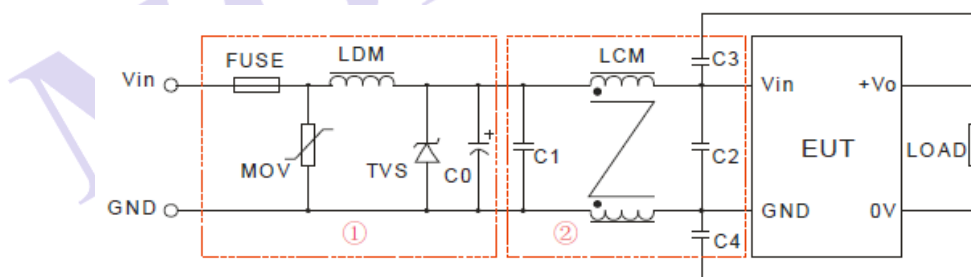 FUSE
LDM
LCM
C3
Vin
Vin
+Vo
MOV
TVS
C0
+
C1
C2
EUT
LOAD
GND
GND
0V
①
②
C4